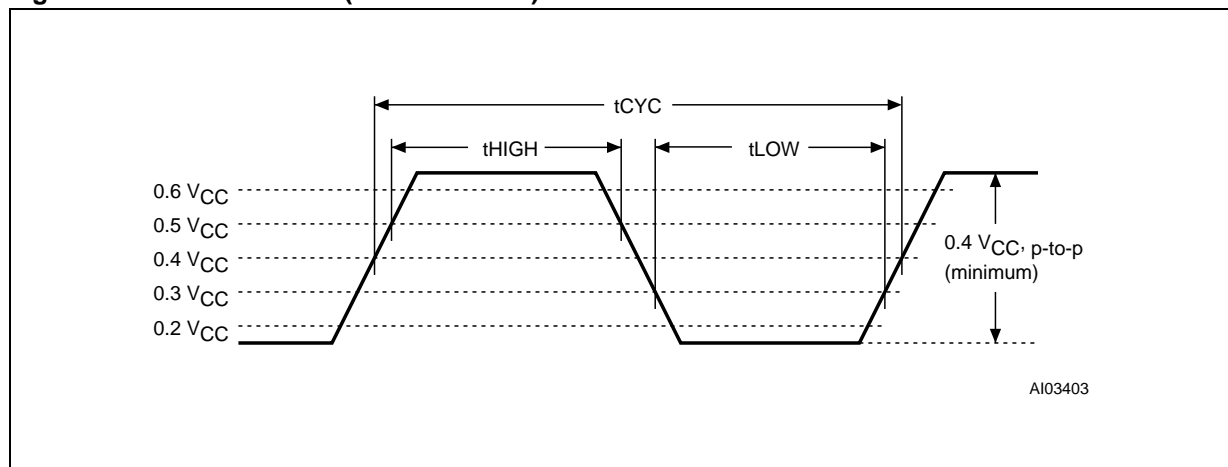 tCYC
tHIGH
tLOW
0.6 VCC
0.5 VCC
0.4 VCC
0.3 VCC
0.2 VCC
0.4 VCC, p-to-p
(minimum)
AI03403